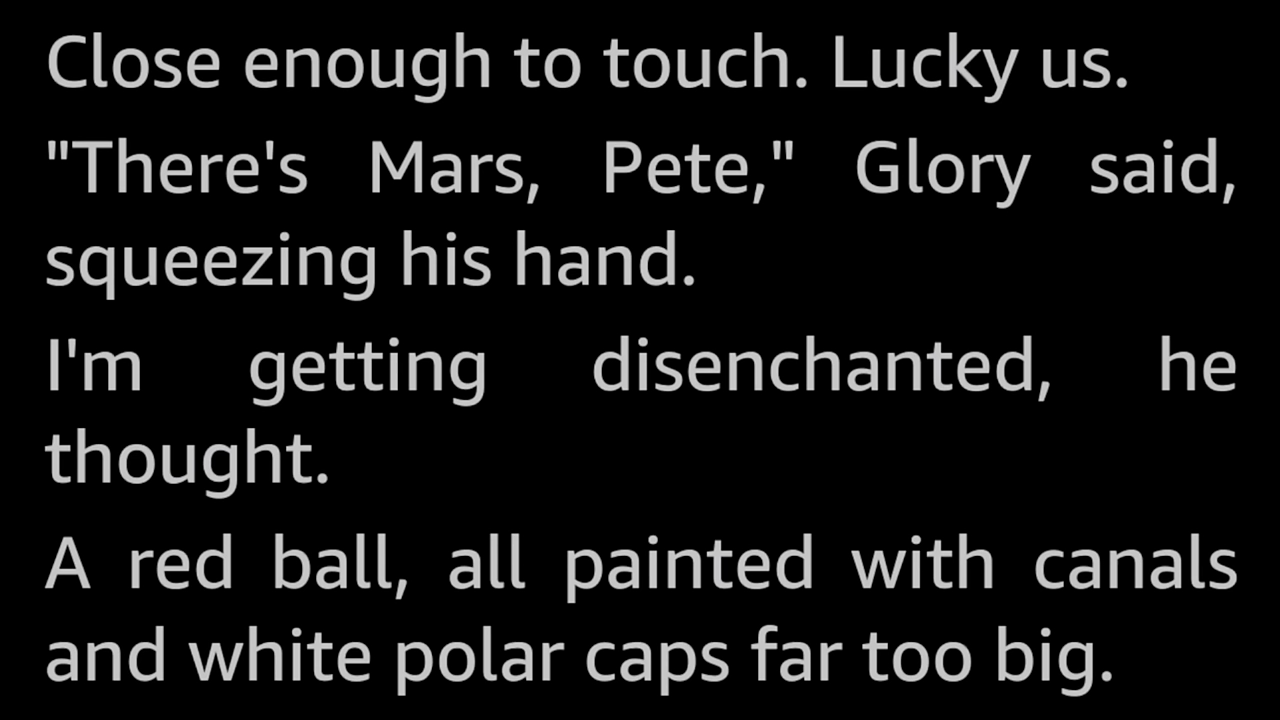 Close enough to touch. Lucky us.
"There's Mars, Pete," Glory said,
squeezing his hand.
I'm getting disenchanted, he
thought.
A red ball, all painted with canals
and white polar caps far too big.